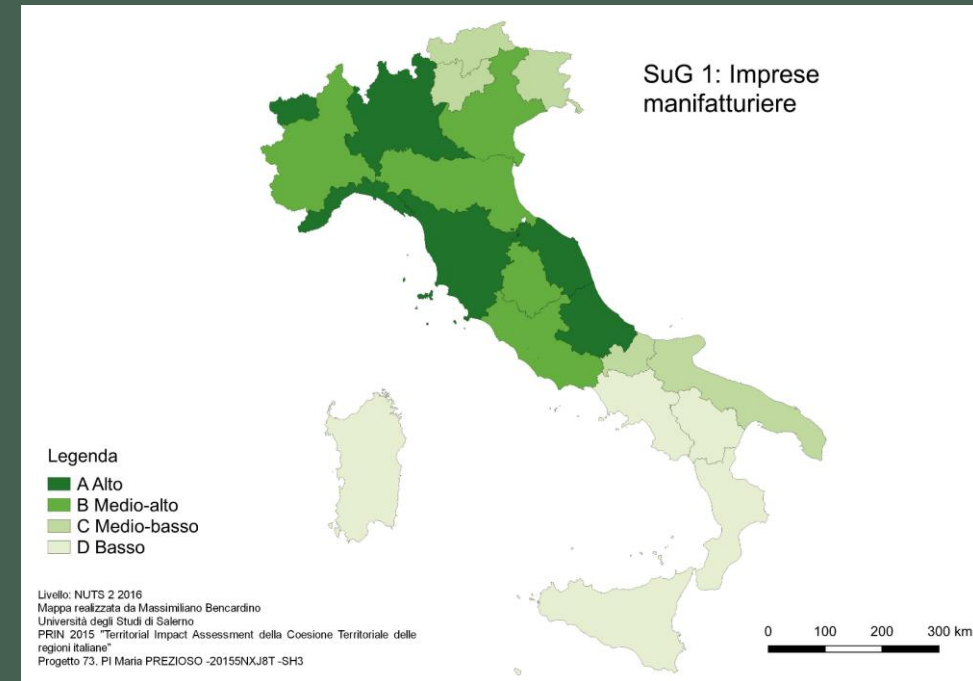 SuG 1: Imprese
manifatturiere
Legenda
A Alto
B Medio-alto
C Medio-basso
D Basso
Livello: NUTS 2 2016
Mappa realizzata da Massimiliano Bencardino
Università degli Studi di Salerno
PRIN 2015 "Territorial Impact Assessment della Coesione Territoriale delle
regioni italiane"
Progetto 73. PI Maria PREZIOSO -20155NXJ8T -SH3
0 100 200 300 km